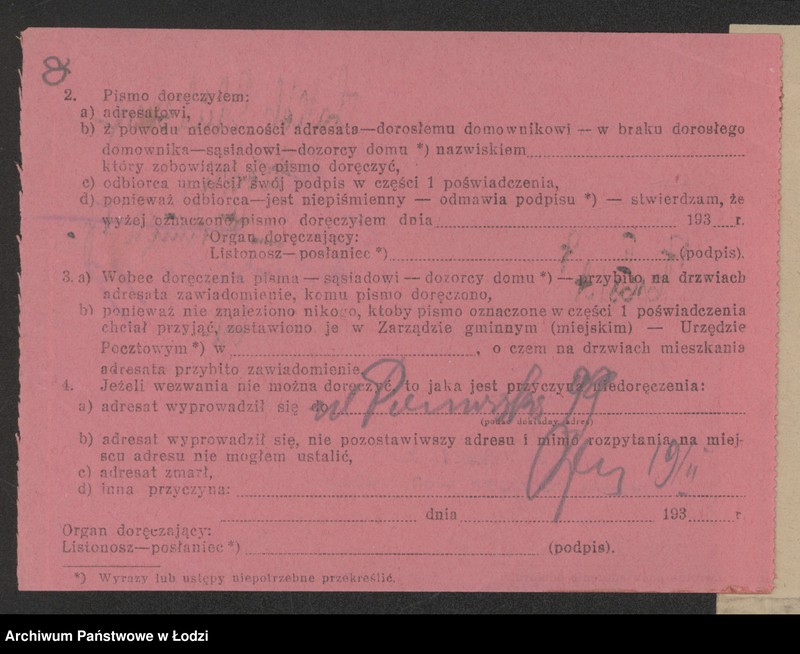 8
2. Pismo doręczyłem:
a) adresatowi,
b) z powodu nieobecności adresata—dorosłemu domownikowi — w braku dorosłego
domownika—sąsiadowi—dozorcy domu *) nazwiskiem
który zobowiązał się pismo doręczyć,
c) odbiorca umieścił swój podpis w części 1 poświadczenia,
d) ponieważ odbiorca—jest niepiśmienny — odmawia podpisu *) — stwierdzam, że
wyżej oznaczone pismo doręczyłem dnia 193 r.
Organ doręczający:
Listonosz—posłaniec *) (podpis).
3. a) Wobec doręczenia pisma — sąsiadowi — dozorcy domu *) — przybito na drzwiach
adresata zawiadomienie, komu pismo doręczono,
b) ponieważ nie znaleziono nikogo, ktoby pismo oznaczone w części 1 poświadczenia
chciał przyjąć, zostawiono je w Zarządzie gminnym (miejskim) — Urzędzie
Pocztowym *) w , o czem na drzwiach mieszkania
adresata przybito zawiadomienie.
4. Jeżeli wezwania nie można doręczyć, to jaka jest przyczyna niedoręczenia:
a) adresat wyprowadził się do 99
(podać dokładny adres)
b) adresat wyprowadził się, nie pozostawiwszy adresu i mimo rozpytania na miej-
scu adresu nie mogłem ustalić,
19/II
c) adresat zmarł,
d) inna przyczyna:
dnia 193 r
Organ doręczający:
Listonosz—posłaniec *) (podpis).
*) Wyrazy lub ustępy niepotrzebne przekreślić.
Archiwum Państwowe w Łodzi